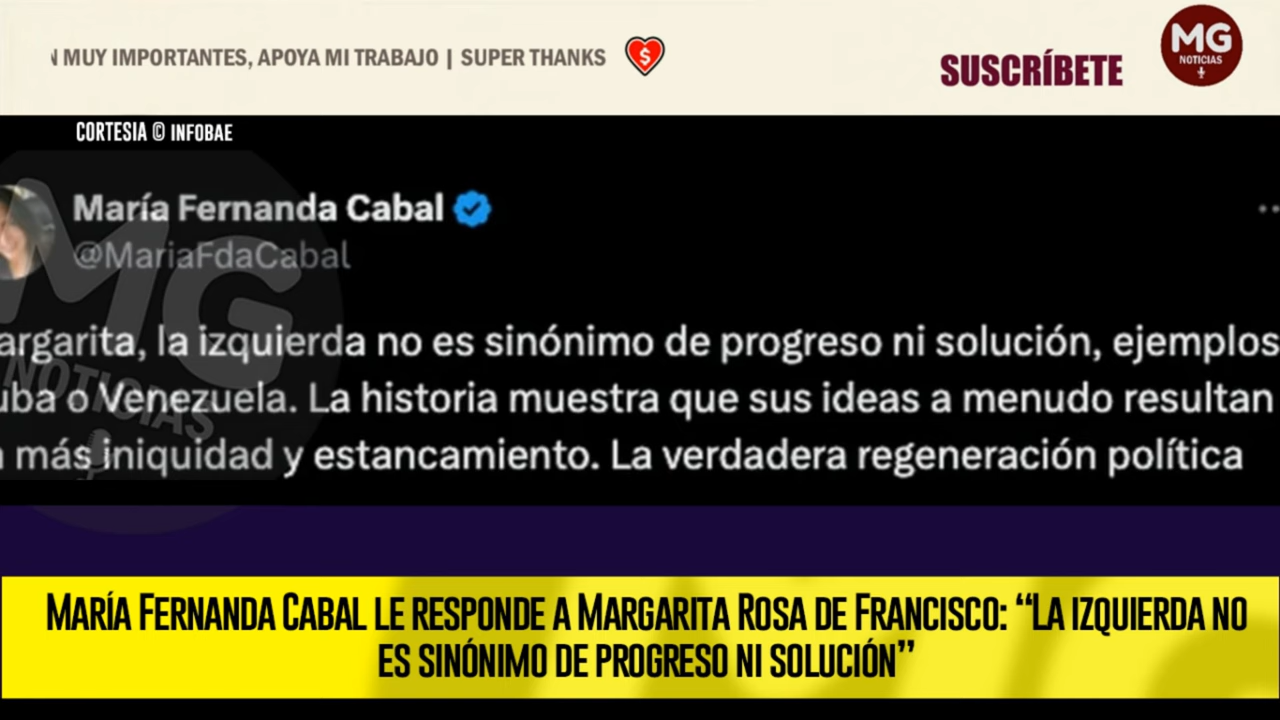 MUY IMPORTANTES, APOYA MI TRABAJO | SUPER THANKS
$
SUSCRÍBETE
MG
NOTICIAS
CORTESIA © INFOBAE
María Fernanda Cabal
@MariaFdaCabal
argarita, la izquierda no es sinónimo de progreso ni solución, ejemplos
uba o Venezuela. La historia muestra que sus ideas a menudo resultan
más iniquidad y estancamiento. La verdadera regeneración política
MG
NOTICIAS
MARÍA FERNANDA CABAL LE RESPONDE A MARGARITA ROSA DE FRANCISCO: “LA IZQUIERDA NO
ES SINÓNIMO DE PROGRESO NI SOLUCIÓN”